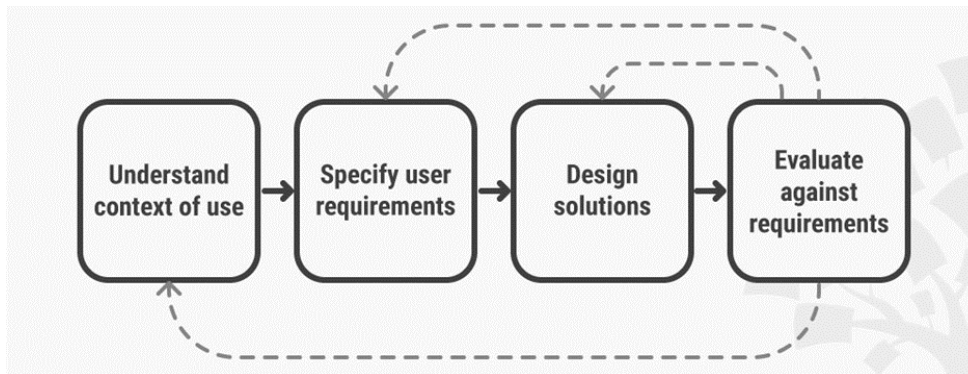 Understand
context of use
Specify user
requirements
Design
solutions
Evaluate
against
requirements